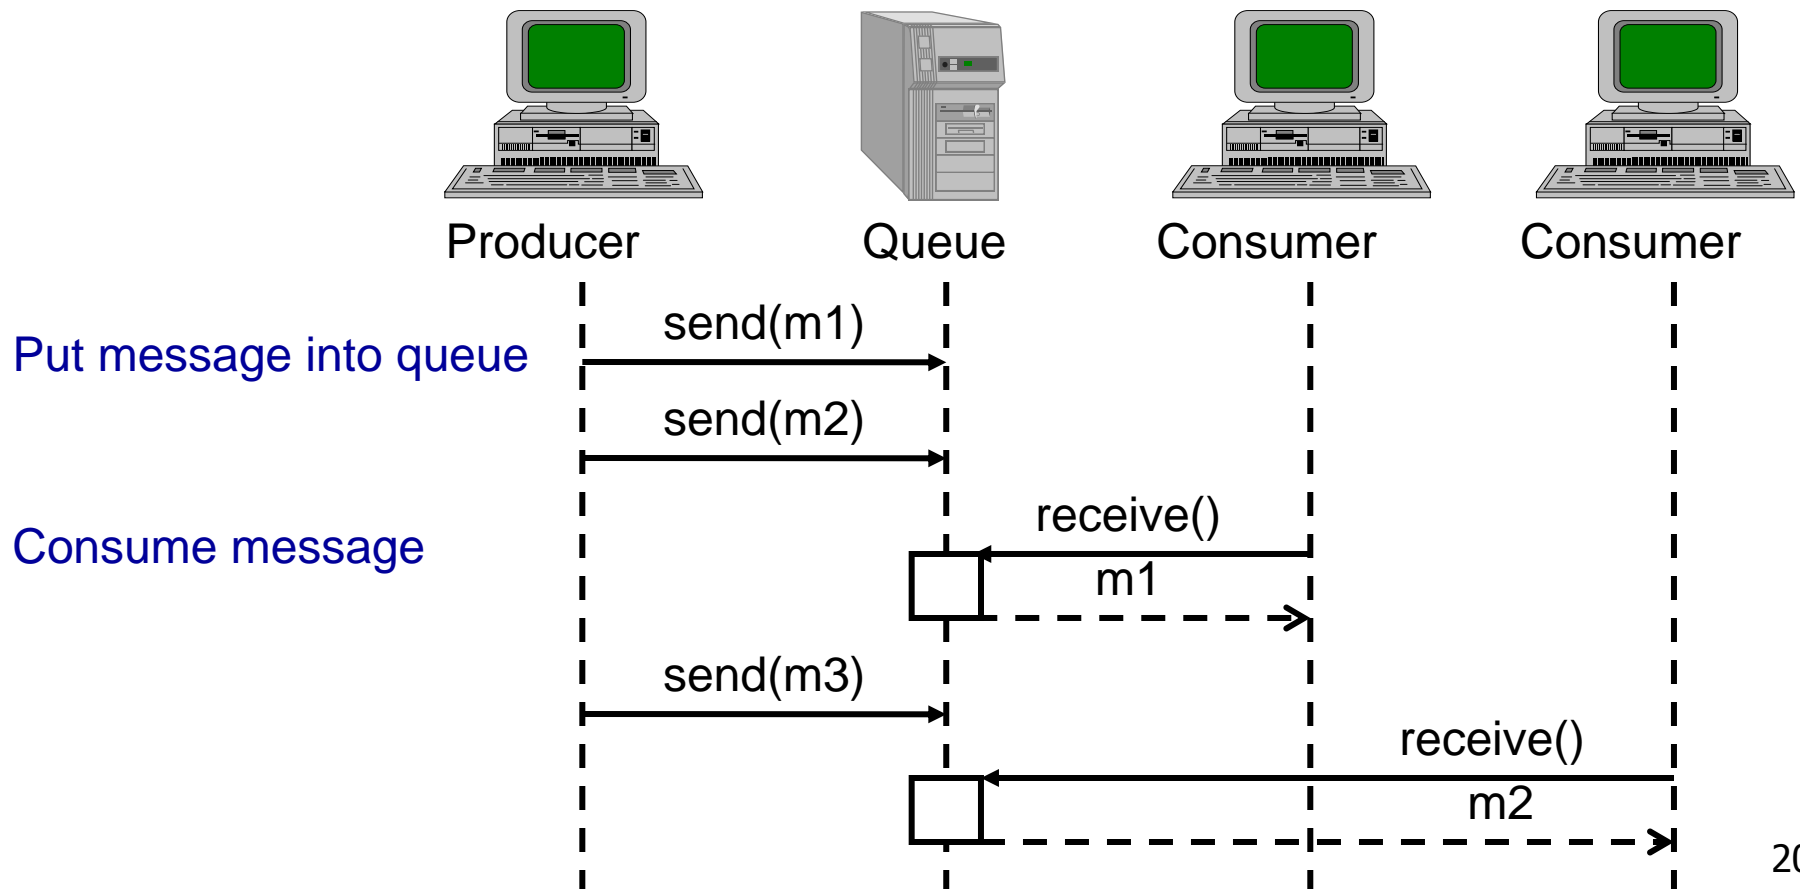 Producer
Queue
Consumer
Consumer
send(m1)
Put message into queue
send(m2)
receive()
Consume message
m1
send(m3)
receive()
m2
20